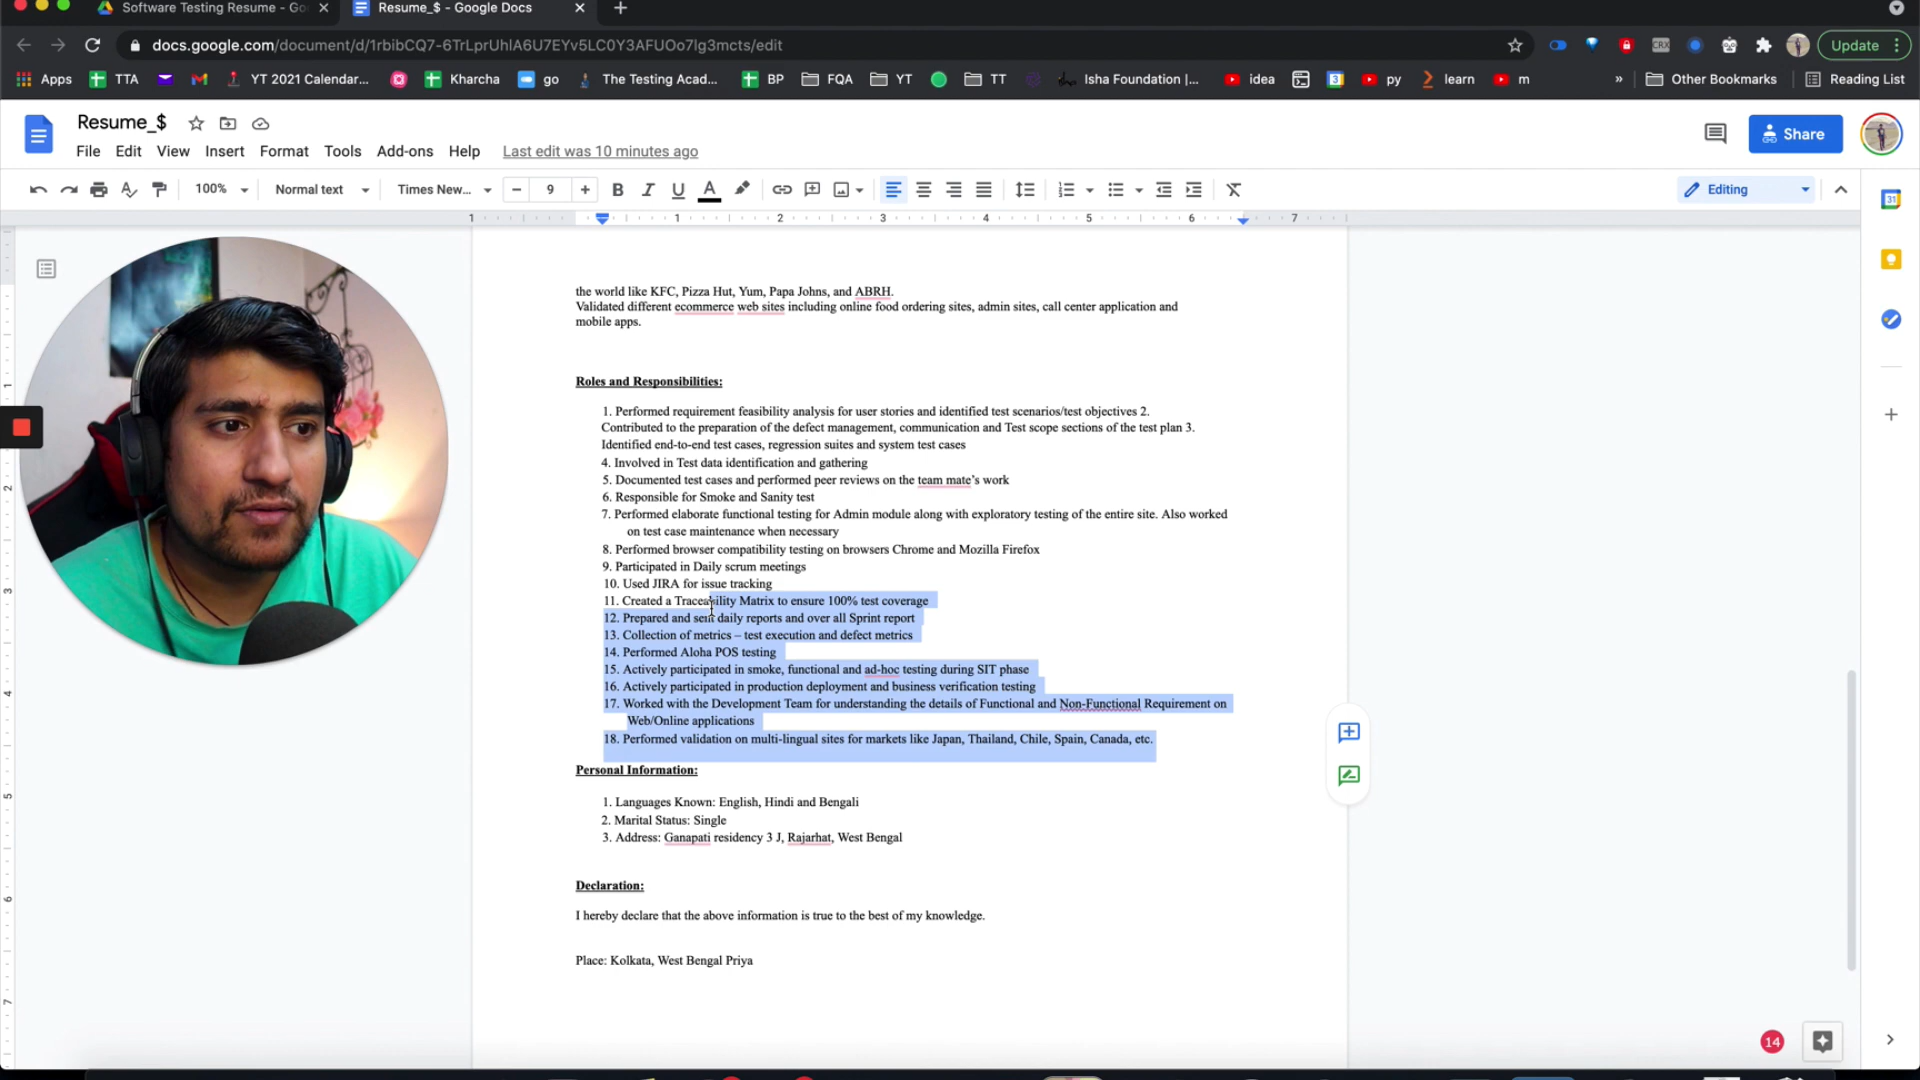 Software Testing Resume - Go
Resume_$ - Google Docs
docs.google.com/document/d/1rbibCQ7-6TrLprUhlA6U7EYv5LC0Y3AFUOo7lg3mcts/edit
Update
Apps
TTA
YT 2021 Calendar...
Kharcha
go
The Testing Acad...
BP
FQA
YT
TT
Isha Foundation |...
idea
py
learn
m
»
Other Bookmarks
Reading List
Resume_$
Share
File Edit View Insert Format Tools Add-ons Help Last edit was 10 minutes ago
100% Normal text Times New... 9 Editing
1 1 2 3 4 5 6 7
the world like KFC, Pizza Hut, Yum, Papa Johns, and ABRH.
Validated different ecommerce web sites including online food ordering sites, admin sites, call center application and
mobile apps.
Roles and Responsibilities:
1. Performed requirement feasibility analysis for user stories and identified test scenarios/test objectives 2.
Contributed to the preparation of the defect management, communication and Test scope sections of the test plan 3.
Identified end-to-end test cases, regression suites and system test cases
4. Involved in Test data identification and gathering
5. Documented test cases and performed peer reviews on the team mate's work
6. Responsible for Smoke and Sanity test
7. Performed elaborate functional testing for Admin module along with exploratory testing of the entire site. Also worked
on test case maintenance when necessary
8. Performed browser compatibility testing on browsers Chrome and Mozilla Firefox
9. Participated in Daily scrum meetings
10. Used JIRA for issue tracking
11. Created a Traceability Matrix to ensure 100% test coverage
12. Prepared and sent daily reports and over all Sprint report
13. Collection of metrics – test execution and defect metrics
14. Performed Aloha POS testing
15. Actively participated in smoke, functional and ad-hoc testing during SIT phase
16. Actively participated in production deployment and business verification testing
17. Worked with the Development Team for understanding the details of Functional and Non-Functional Requirement on
Web/Online applications
18. Performed validation on multi-lingual sites for markets like Japan, Thailand, Chile, Spain, Canada, etc.
Personal Information:
1. Languages Known: English, Hindi and Bengali
2. Marital Status: Single
3. Address: Ganapati residency 3 J, Rajarhat, West Bengal
Declaration:
I hereby declare that the above information is true to the best of my knowledge.
Place: Kolkata, West Bengal Priya
14